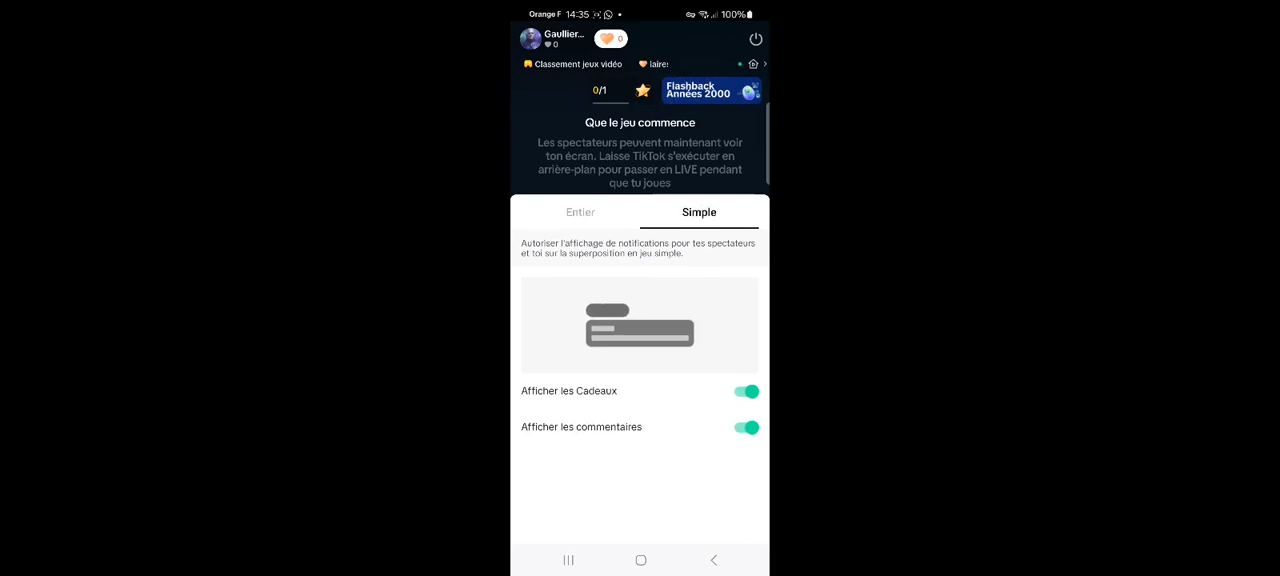 Orange F 14:35 100%
Gaullier...
0
0
Classement jeux vidéo
laire
0/1
Flashback
Années 2000
Que le jeu commence
Les spectateurs peuvent maintenant voir
ton écran. Laisse TikTok s'exécuter en
arrière-plan pour passer en LIVE pendant
que tu joues
Entier
Simple
Autoriser l'affichage de notifications pour tes spectateurs
et toi sur la superposition en jeu simple.
Afficher les Cadeaux
Afficher les commentaires